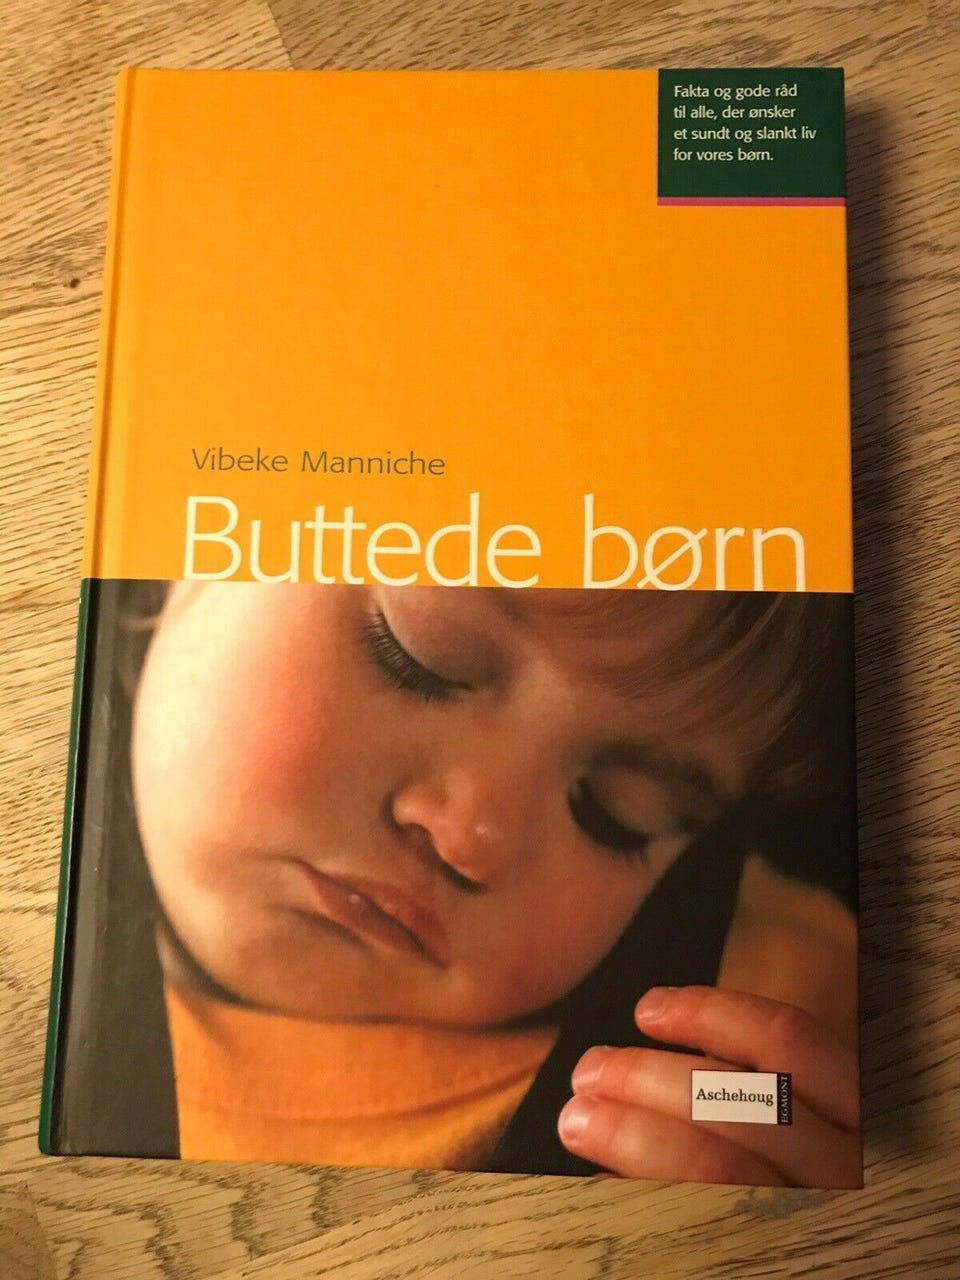 Fakta og gode råd
til alle, der ønsker
et sundt og slankt liv
for vores børn.
Vibeke Manniche
Buttede børn
Aschehoug
EGMONT